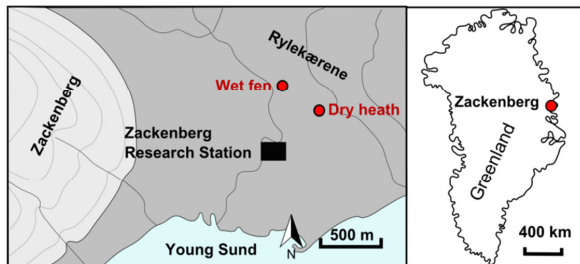 Rylekærene
Wet fen
Dry heath
Zackenberg
Zackenberg
Research Station
Young Sund
N
500 m
Zackenberg
Greenland
400 km